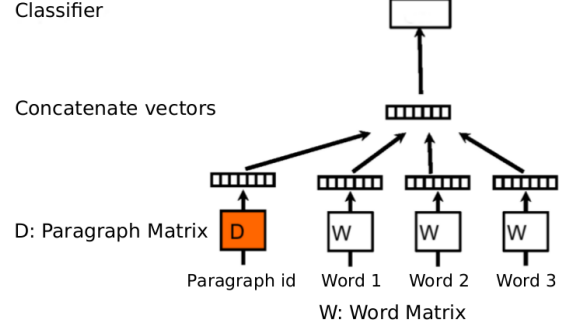 Classifier
Concatenate vectors
D: Paragraph Matrix
D
W
W
W
Paragraph id
Word 1
Word 2
Word 3
W: Word Matrix